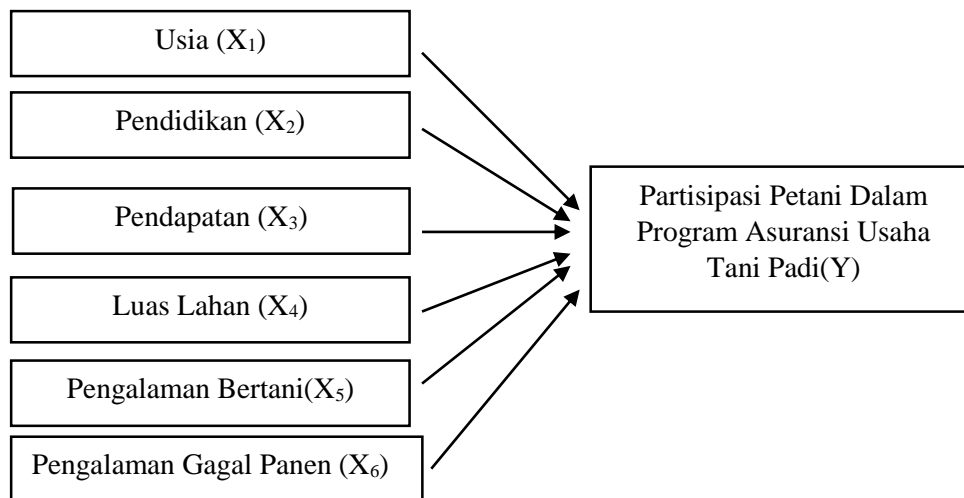 Usia (X₁)
Pendidikan (X₂)
Pendapatan (X₃)
Luas Lahan (X₄)
Pengalaman Bertani(X₅)
Pengalaman Gagal Panen (X₆)
Partisipasi Petani Dalam
Program Asuransi Usaha
Tani Padi(Y)